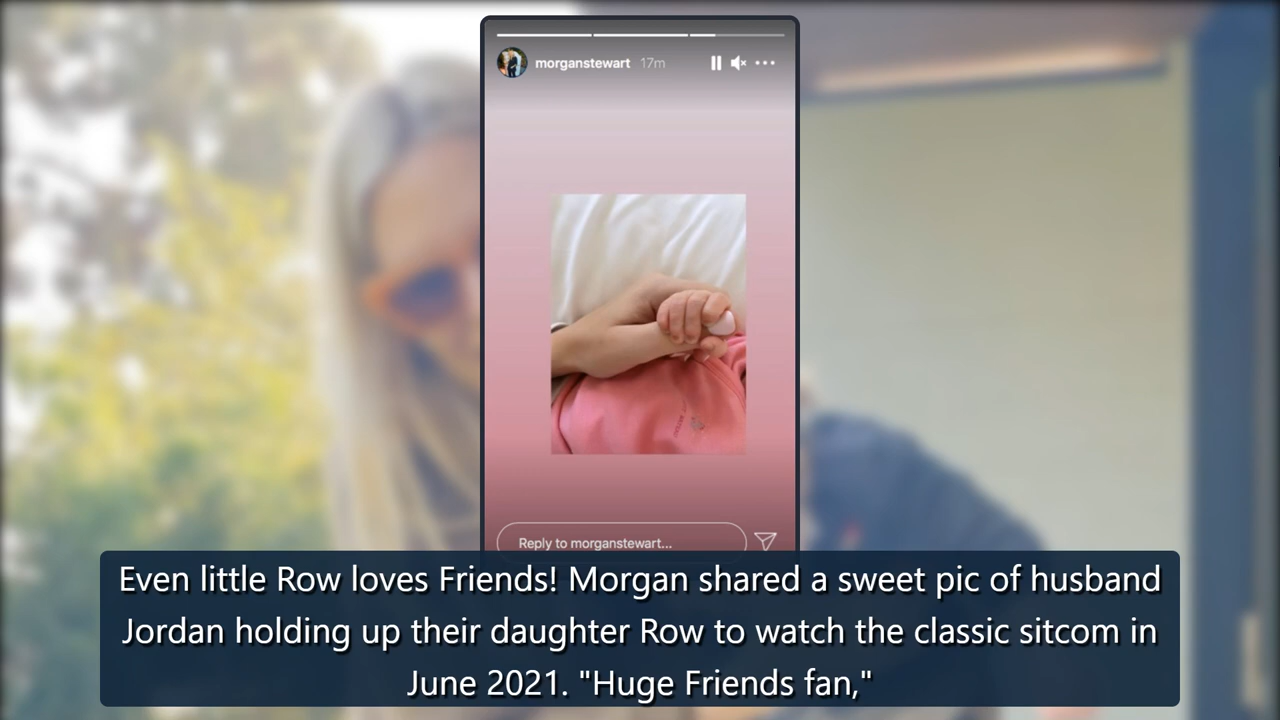 morganstewart 17m
Reply to morganstewart...
Even little Row loves Friends! Morgan shared a sweet pic of husband
Jordan holding up their daughter Row to watch the classic sitcom in
June 2021. "Huge Friends fan,"